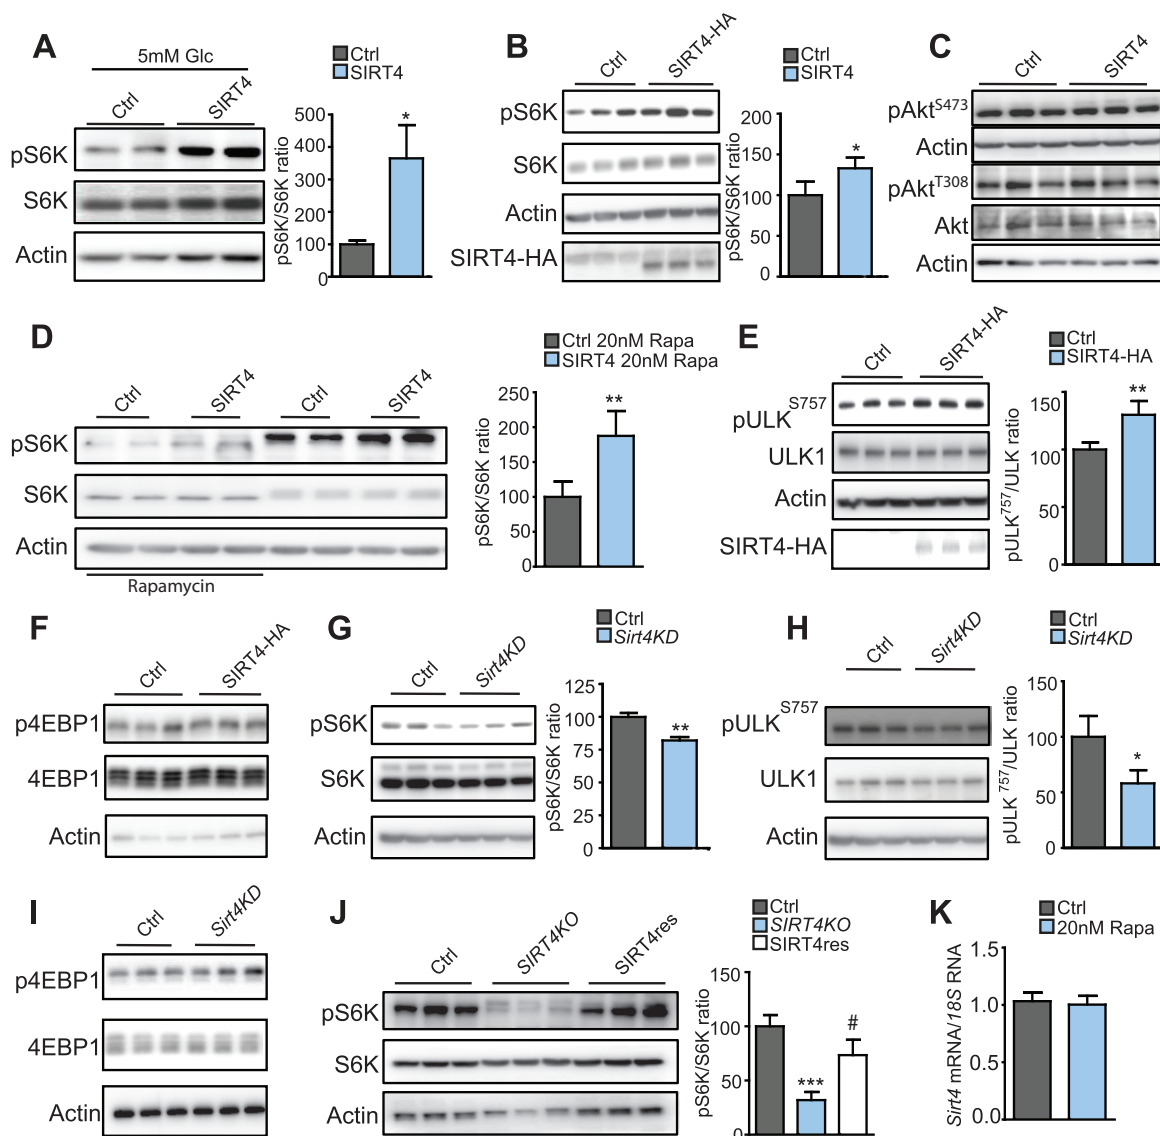 A
5mM Glc
Ctrl
SIRT4
pS6K
S6K
Actin
Ctrl
SIRT4
pS6K/S6K ratio
500
400
300
200
100
0
*
B
Ctrl
SIRT4-HA
pS6K
S6K
Actin
SIRT4-HA
Ctrl
SIRT4
pS6K/S6K ratio
200
150
100
50
0
*
C
Ctrl
SIRT4
pAktS473
Actin
pAktT308
Akt
Actin
D
Ctrl
SIRT4
Ctrl
SIRT4
pS6K
S6K
Actin
Rapamycin
Ctrl 20nM Rapa
SIRT4 20nM Rapa
pS6K/S6K ratio
250
200
150
100
50
0
**
E
Ctrl
SIRT4-HA
pULKS757
ULK1
Actin
SIRT4-HA
Ctrl
SIRT4-HA
pULK757/ULK ratio
150
100
50
0
**
F
Ctrl
SIRT4-HA
p4EBP1
4EBP1
Actin
G
Ctrl
Sirt4KD
pS6K
S6K
Actin
Ctrl
Sirt4KD
pS6K/S6K ratio
125
100
75
50
25
0
**
H
Ctrl
Sirt4KD
pULKS757
ULK1
Actin
Ctrl
Sirt4KD
pULK 757/ULK ratio
150
100
50
0
*
I
Ctrl
Sirt4KD
p4EBP1
4EBP1
Actin
J
Ctrl
SIRT4KO
SIRT4res
pS6K
S6K
Actin
Ctrl
SIRT4KO
SIRT4res
pS6K/S6K ratio
150
100
50
0
***
#
K
Ctrl
20nM Rapa
Sirt4 mRNA/18S RNA
1.5
1.0
0.5
0.0